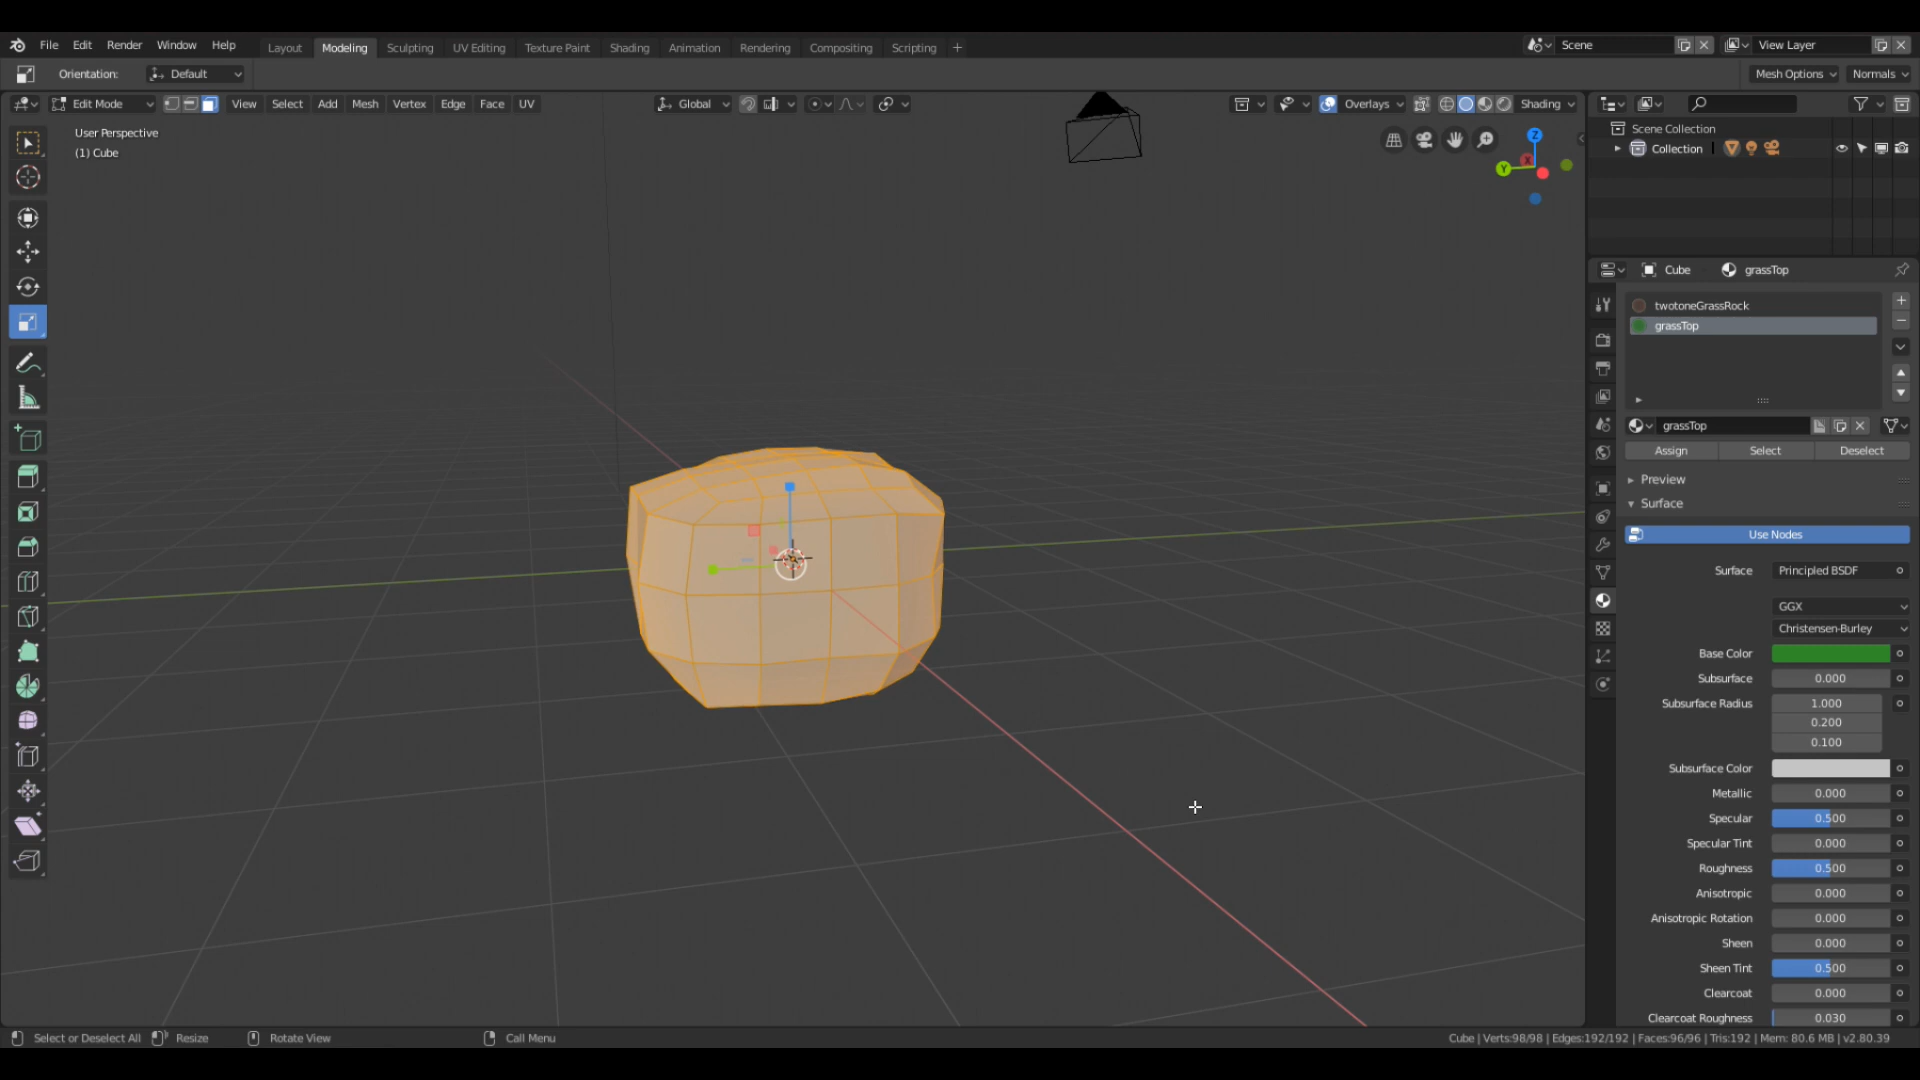 File Edit Render Window Help Layout Modeling Sculpting UV Editing Texture Paint Shading Animation Rendering Compositing Scripting + Scene View Layer
Orientation: Default Mesh Options Normals
Edit Mode View Select Add Mesh Vertex Edge Face UV Global Overlays Shading
User Perspective
(1) Cube
Z
X
Y
Scene Collection
Collection
Cube grassTop
twotoneGrassRock
grassTop
grassTop
Assign Select Deselect
Preview
Surface
Use Nodes
Surface Principled BSDF
GGX
Christensen-Burley
Base Color
Subsurface 0.000
Subsurface Radius 1.000
0.200
0.100
Subsurface Color
Metallic 0.000
Specular 0.500
Specular Tint 0.000
Roughness 0.500
Anisotropic 0.000
Anisotropic Rotation 0.000
Sheen 0.000
Sheen Tint 0.500
Clearcoat 0.000
Clearcoat Roughness 0.030
Select or Deselect All Resize Rotate View Call Menu Cube | Verts:98/98 | Edges:192/192 | Faces:96/96 | Tris:192 | Mem: 80.6 MB | v2.80.39